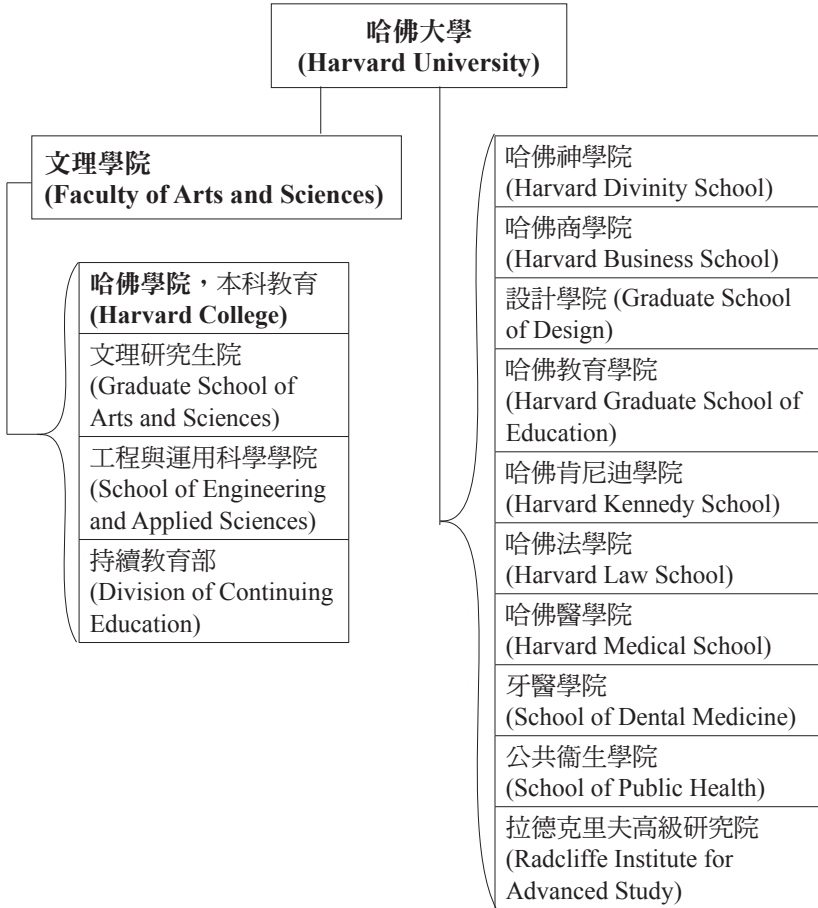 哈佛大學
(Harvard University)
文理學院
(Faculty of Arts and Sciences)
哈佛學院，本科教育
(Harvard College)
文理研究生院
(Graduate School of
Arts and Sciences)
工程與運用科學學院
(School of Engineering
and Applied Sciences)
持續教育部
(Division of Continuing
Education)
哈佛神學院
(Harvard Divinity School)
哈佛商學院
(Harvard Business School)
設計學院 (Graduate School
of Design)
哈佛教育學院
(Harvard Graduate School of
Education)
哈佛肯尼迪學院
(Harvard Kennedy School)
哈佛法學院
(Harvard Law School)
哈佛醫學院
(Harvard Medical School)
牙醫學院
(School of Dental Medicine)
公共衞生學院
(School of Public Health)
拉德克里夫高級研究院
(Radcliffe Institute for
Advanced Study)